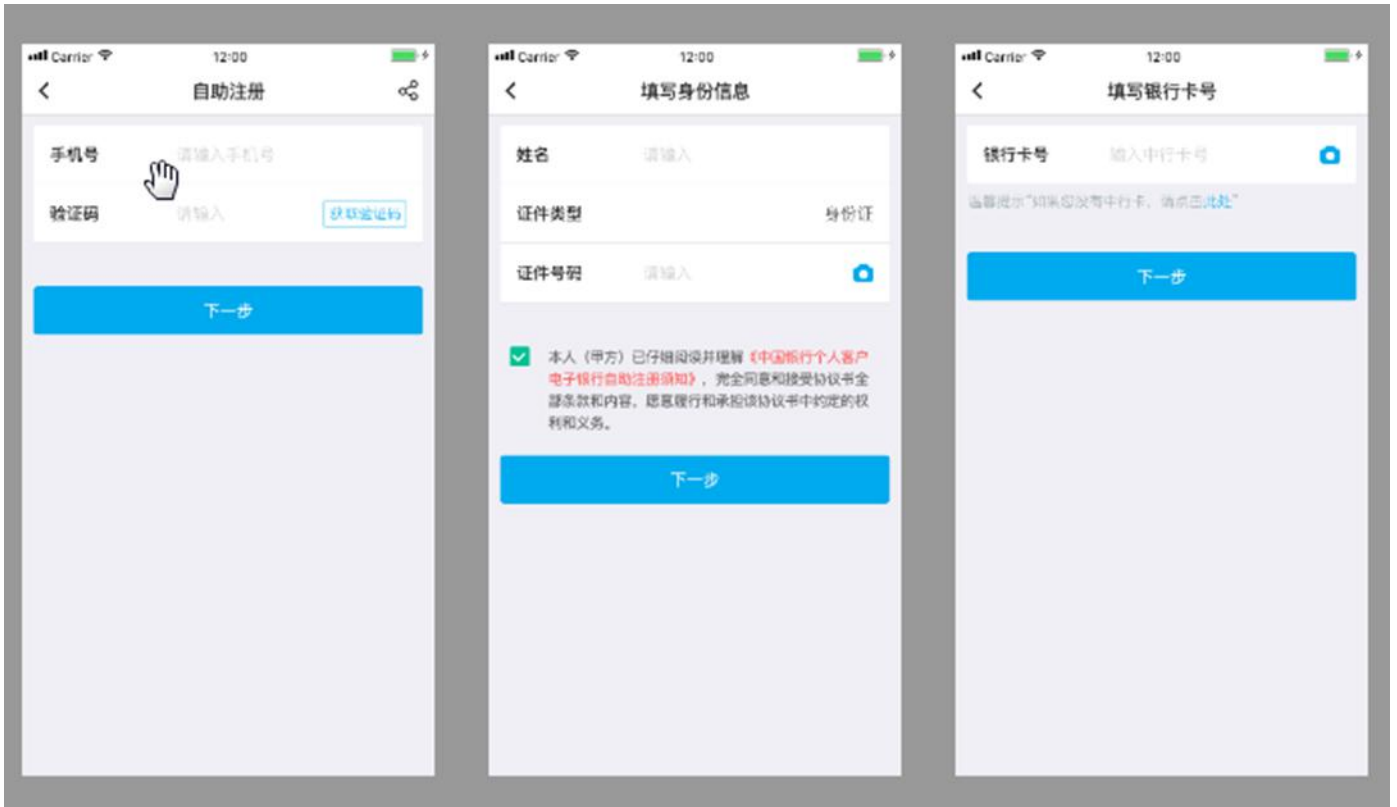 Carrier 12:00
自助注册
手机号 请输入手机号
验证码 请输入 获取验证码
下一步
Carrier 12:00
填写身份信息
姓名 请输入
证件类型 身份证
证件号码 请输入
本人（甲方）已仔细阅读并理解《中国银行个人客户
电子银行自助注册须知》，完全同意和接受协议书全
部条款和内容，愿意履行和承担该协议书中约定的权
利和义务。
下一步
Carrier 12:00
填写银行卡号
银行卡号 输入中行卡号
温馨提示“如果您没有中行卡，请点击此处”
下一步